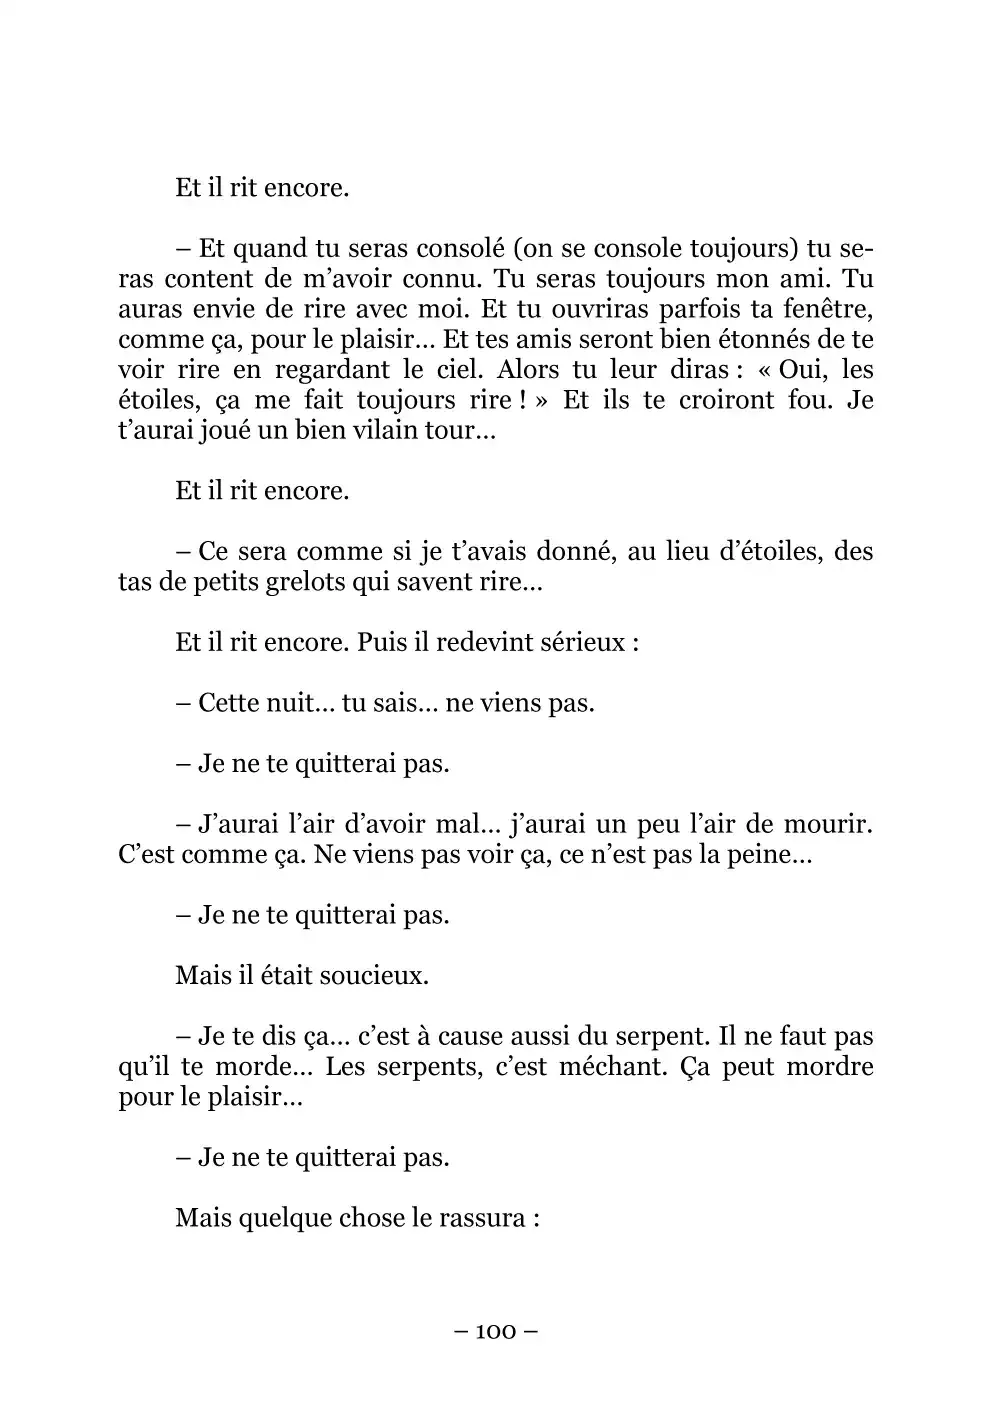 Et il rit encore.
– Et quand tu seras consolé (on se console toujours) tu se-
ras content de m’avoir connu. Tu seras toujours mon ami. Tu
auras envie de rire avec moi. Et tu ouvriras parfois ta fenêtre,
comme ça, pour le plaisir… Et tes amis seront bien étonnés de te
voir rire en regardant le ciel. Alors tu leur diras : « Oui, les
étoiles, ça me fait toujours rire ! » Et ils te croiront fou. Je
t’aurai joué un bien vilain tour…
Et il rit encore.
– Ce sera comme si je t’avais donné, au lieu d’étoiles, des
tas de petits grelots qui savent rire…
Et il rit encore. Puis il redevint sérieux :
– Cette nuit… tu sais… ne viens pas.
– Je ne te quitterai pas.
– J’aurai l’air d’avoir mal… j’aurai un peu l’air de mourir.
C’est comme ça. Ne viens pas voir ça, ce n’est pas la peine…
– Je ne te quitterai pas.
Mais il était soucieux.
– Je te dis ça… c’est à cause aussi du serpent. Il ne faut pas
qu’il te morde… Les serpents, c’est méchant. Ça peut mordre
pour le plaisir…
– Je ne te quitterai pas.
Mais quelque chose le rassura :
– 100 –